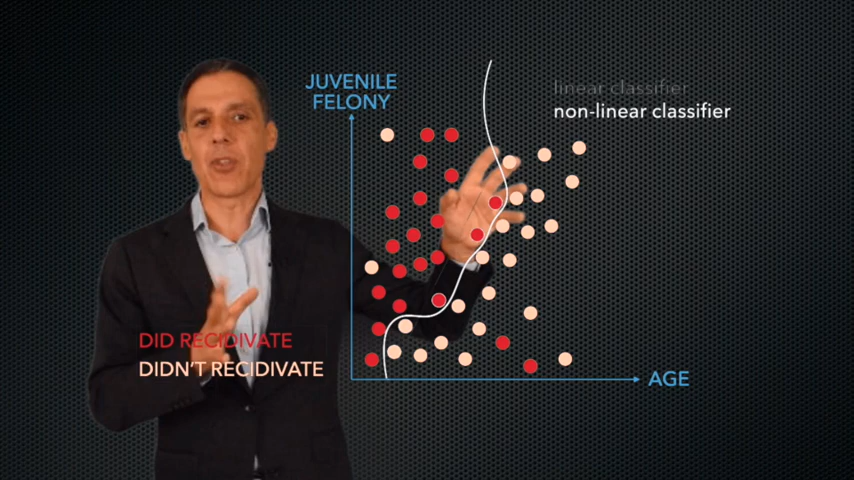 JUVENILE
FELONY
linear classifier
non-linear classifier
DID RECIDIVATE
DIDN'T RECIDIVATE
AGE